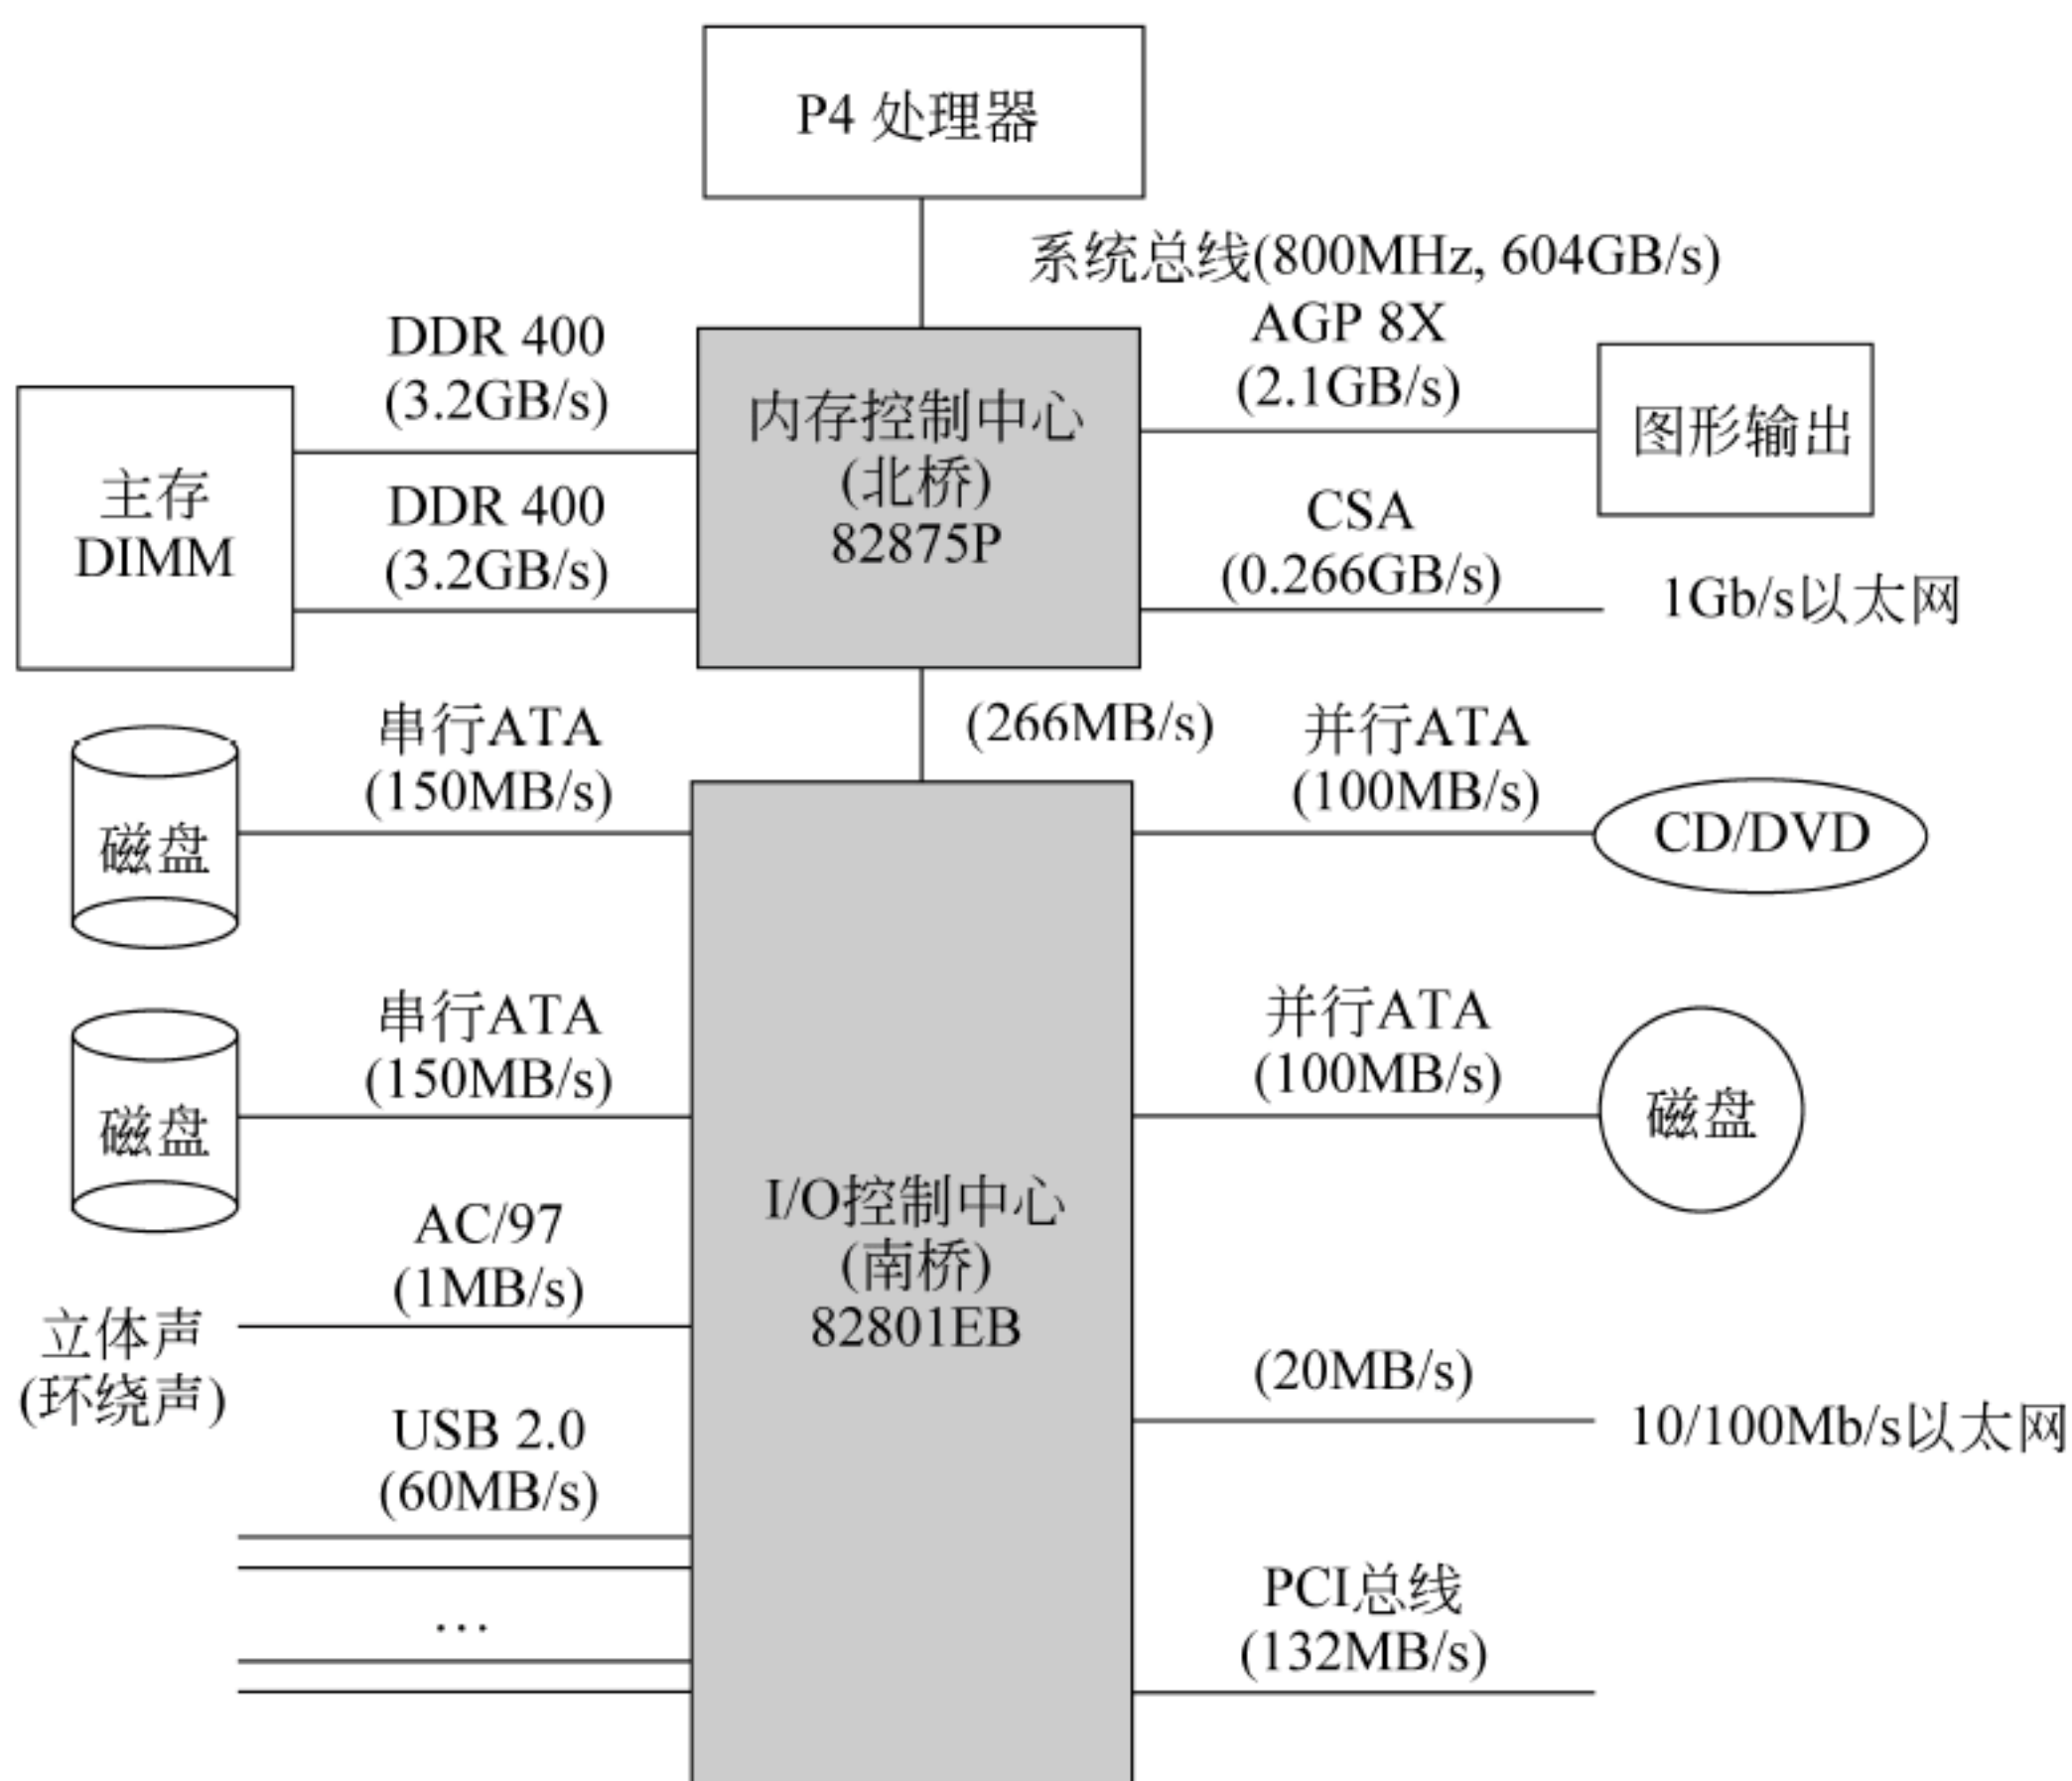 P4 处理器
系统总线(800MHz, 604GB/s)
DDR 400
(3.2GB/s)
AGP 8X
(2.1GB/s)
主存
DIMM
DDR 400
(3.2GB/s)
内存控制中心
(北桥)
82875P
图形输出
CSA
(0.266GB/s)
1Gb/s以太网
(266MB/s)
串行ATA
(150MB/s)
磁盘
并行ATA
(100MB/s)
CD/DVD
串行ATA
(150MB/s)
磁盘
并行ATA
(100MB/s)
磁盘
I/O控制中心
(南桥)
82801EB
AC/97
(1MB/s)
立体声
(环绕声)
(20MB/s)
10/100Mb/s以太网
USB 2.0
(60MB/s)
…
PCI总线
(132MB/s)